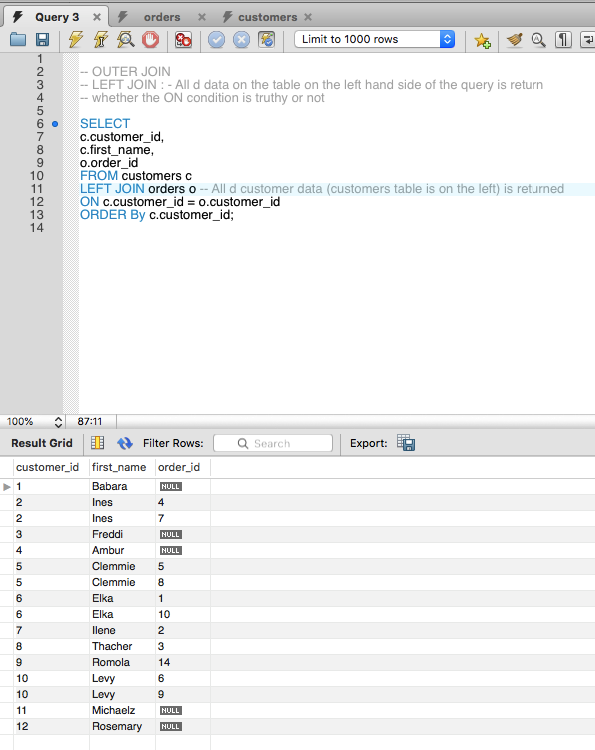 Query 3 orders customers
Limit to 1000 rows
1
2 -- OUTER JOIN
3 -- LEFT JOIN : - All d data on the table on the left hand side of the query is return
4 -- whether the ON condition is truthy or not
5
6 SELECT
7 c.customer_id,
8 c.first_name,
9 o.order_id
10 FROM customers c
11 LEFT JOIN orders o -- All d customer data (customers table is on the left) is returned
12 ON c.customer_id = o.customer_id
13 ORDER By c.customer_id;
14
100% 87:11
Result Grid Filter Rows: Search Export:
customer_id first_name order_id
1 Babara NULL
2 Ines 4
2 Ines 7
3 Freddi NULL
4 Ambur NULL
5 Clemmie 5
5 Clemmie 8
6 Elka 1
6 Elka 10
7 Ilene 2
8 Thacher 3
9 Romola 14
10 Levy 6
10 Levy 9
11 Michaelz NULL
12 Rosemary NULL